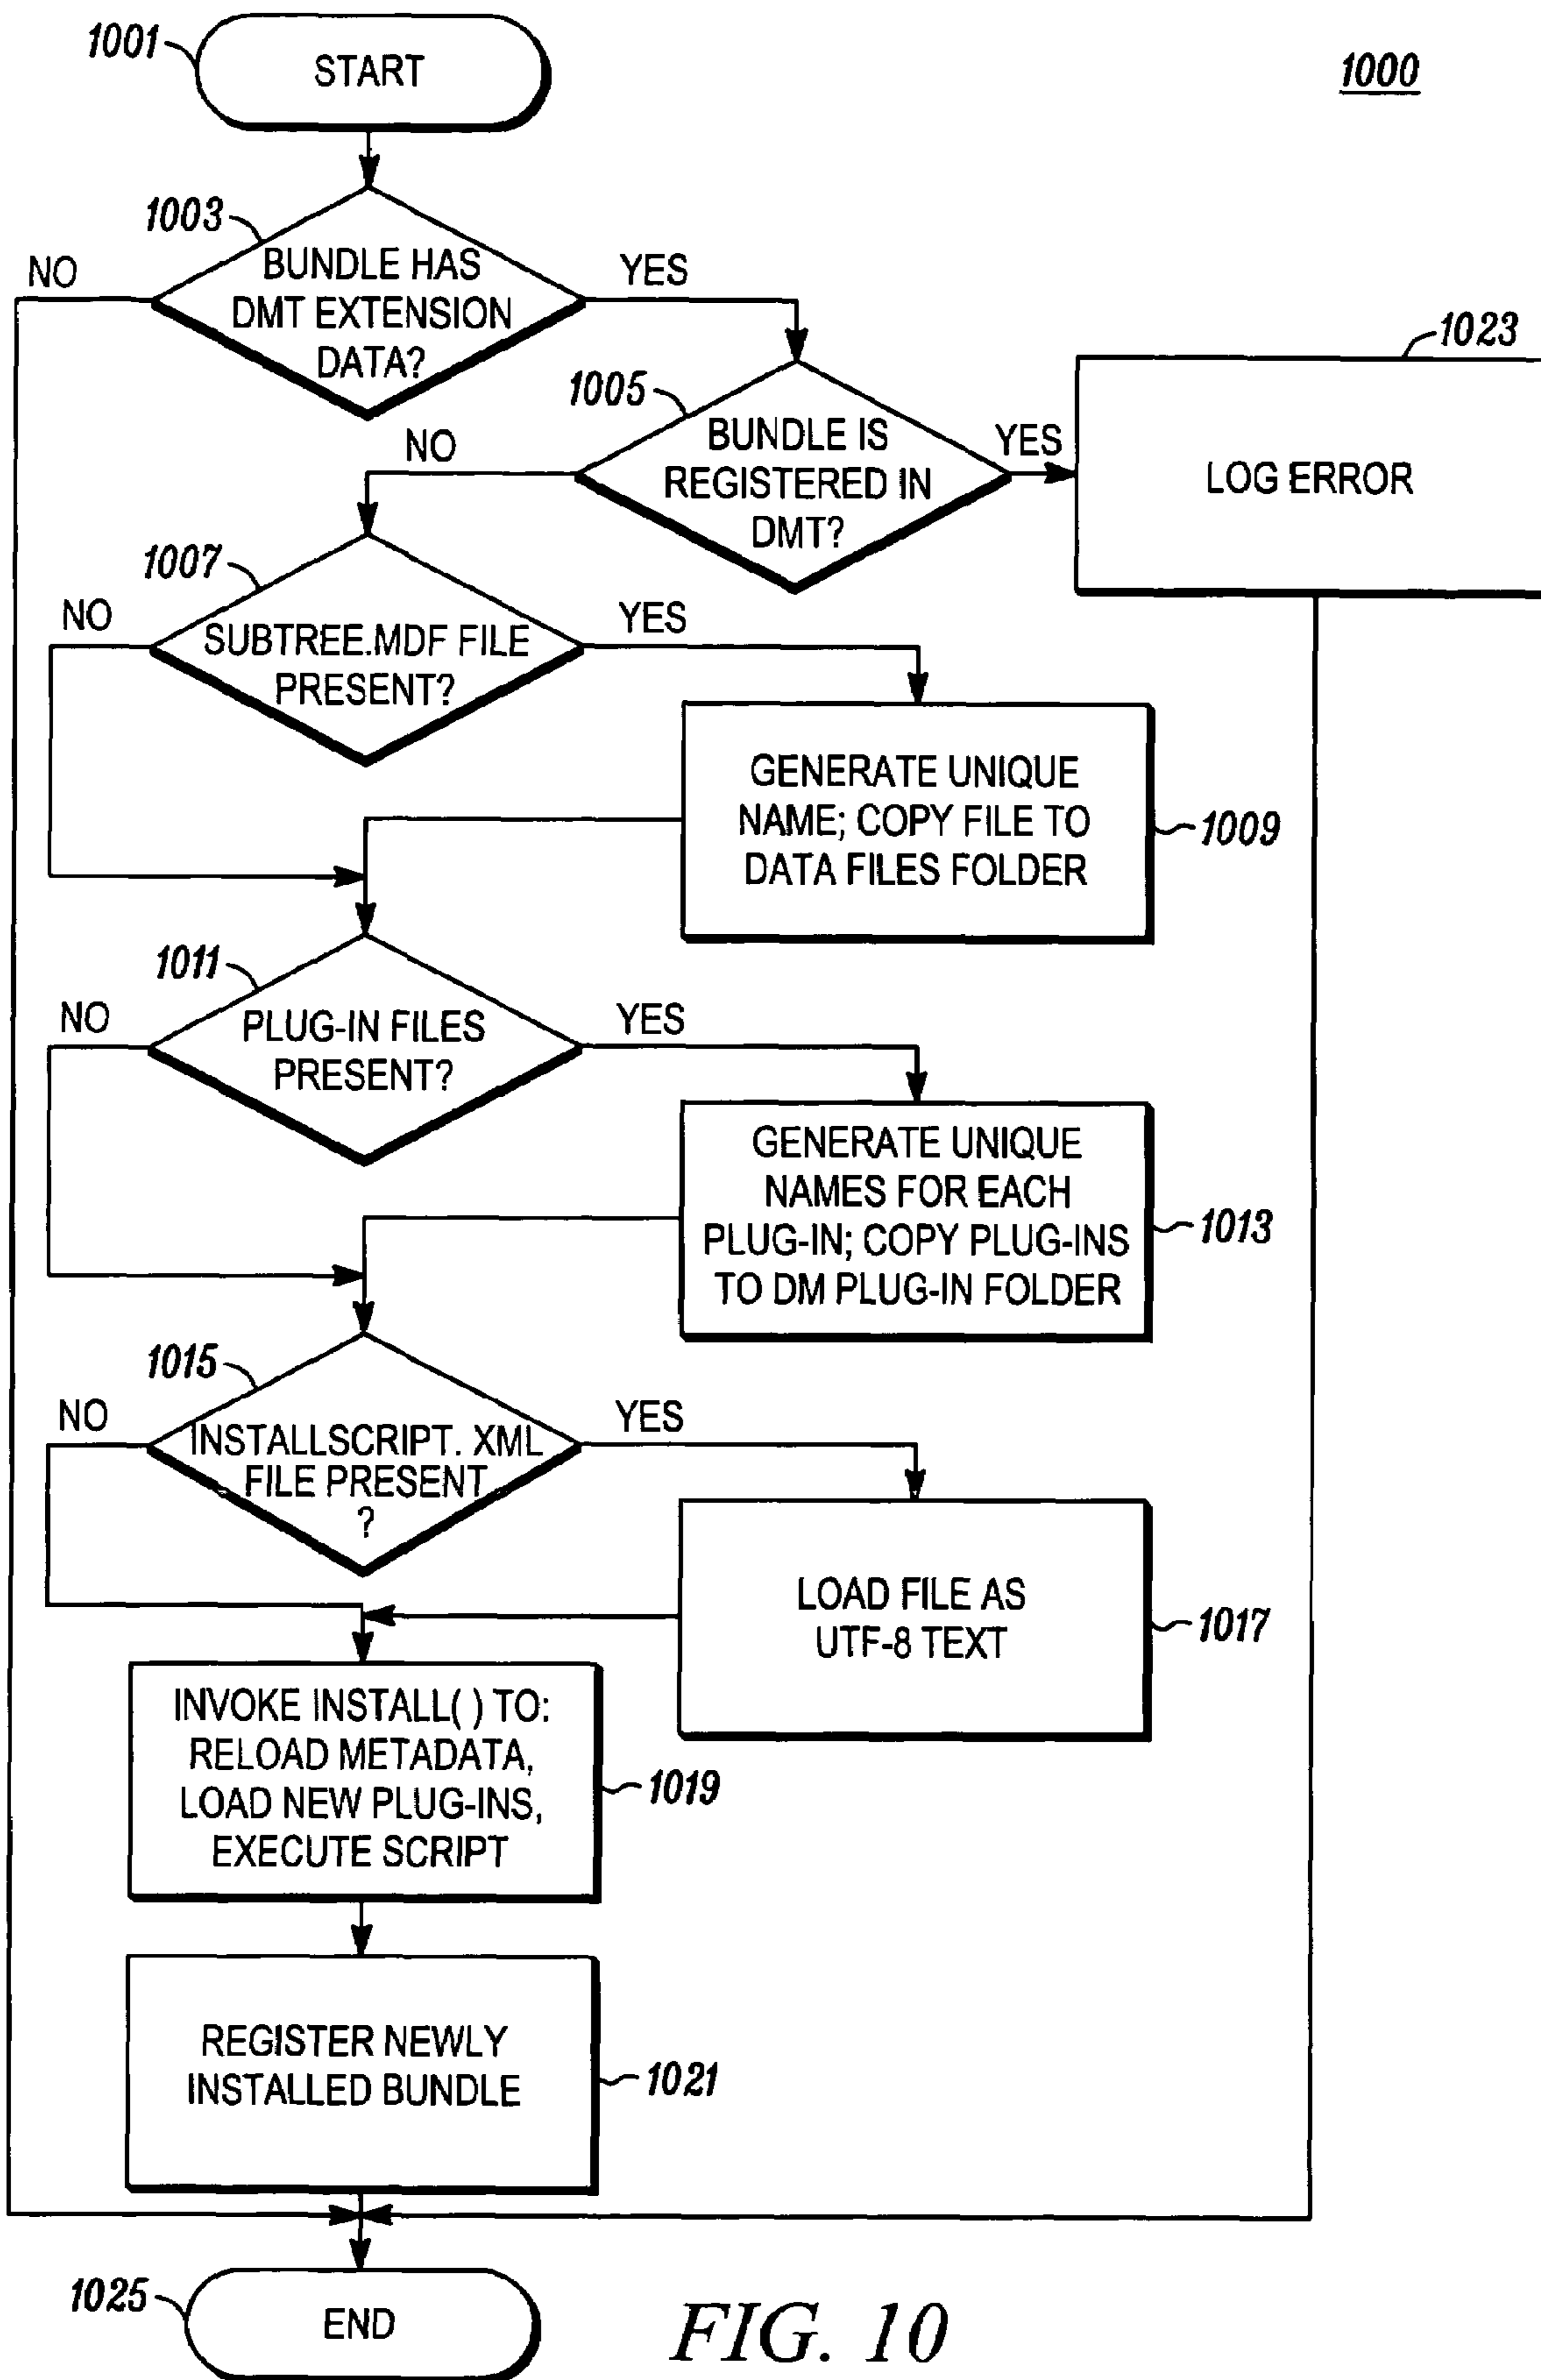 1001
START
1000
1003
NO
BUNDLE HAS
DMT EXTENSION
DATA?
YES
1023
LOG ERROR
1005
NO
BUNDLE IS
REGISTERED IN
DMT?
YES
1007
NO
SUBTREE.MDF FILE
PRESENT?
YES
GENERATE UNIQUE
NAME; COPY FILE TO
DATA FILES FOLDER
1009
1011
NO
PLUG-IN FILES
PRESENT?
YES
GENERATE UNIQUE
NAMES FOR EACH
PLUG-IN; COPY PLUG-INS
TO DM PLUG-IN FOLDER
1013
1015
NO
INSTALLSCRIPT. XML
FILE PRESENT
?
YES
LOAD FILE AS
UTF-8 TEXT
1017
INVOKE INSTALL( ) TO:
RELOAD METADATA,
LOAD NEW PLUG-INS,
EXECUTE SCRIPT
1019
REGISTER NEWLY
INSTALLED BUNDLE
1021
1025
END
FIG. 10